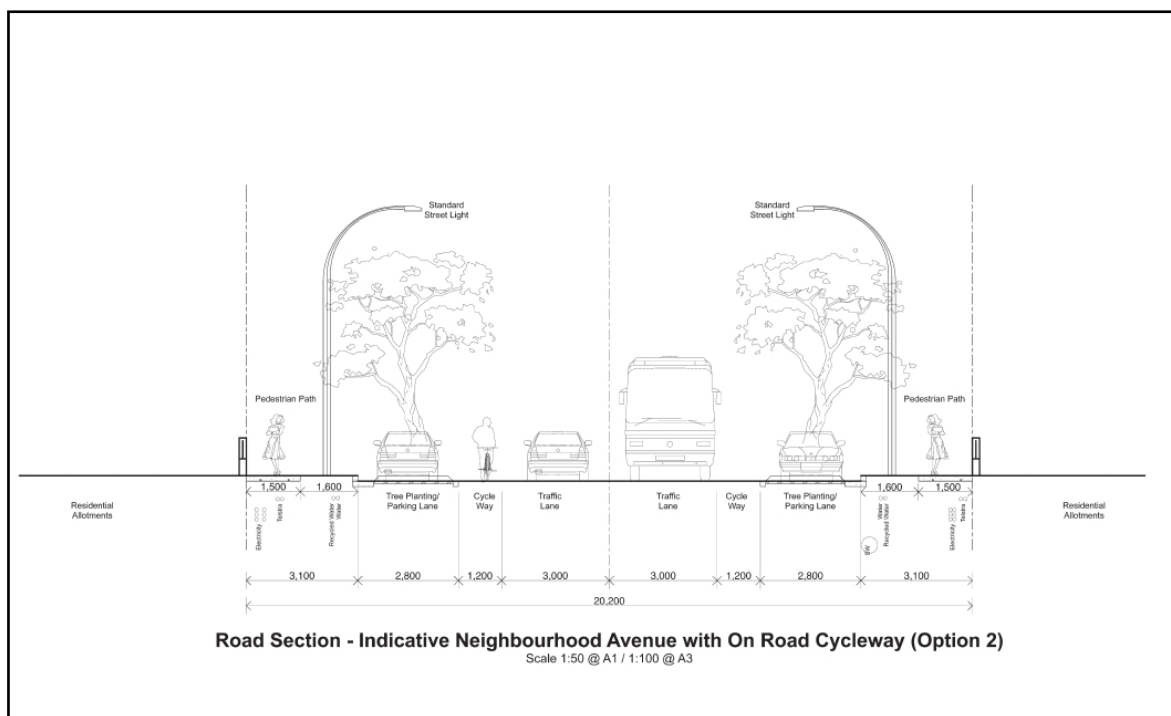 Standard
Street Light
Standard
Street Light
Pedestrian Path
Pedestrian Path
1,500
1,600
1,600
1,500
Residential
Allotments
Electricity
Telstra
Recycled Water
Water
Tree Planting/
Parking Lane
Cycle
Way
Traffic
Lane
Traffic
Lane
Cycle
Way
Tree Planting/
Parking Lane
SW
Water
Recycled Water
Electricity
Telstra
Residential
Allotments
3,100
2,800
1,200
3,000
3,000
1,200
2,800
3,100
20,200
Road Section - Indicative Neighbourhood Avenue with On Road Cycleway (Option 2)
Scale 1:50 @ A1 / 1:100 @ A3